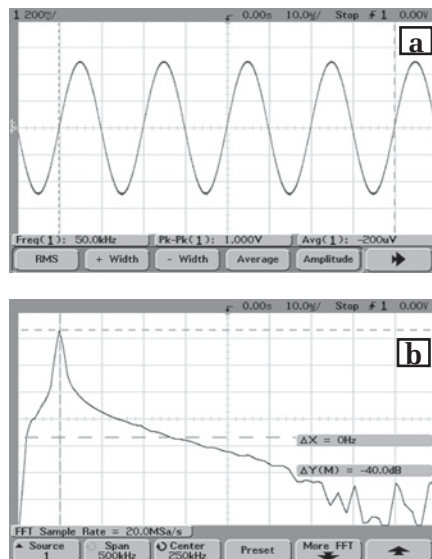 1 200℧/ 0.00s 10.0℧/ Stop 1 0.00V
a
Freq(1): 50.0kHz Pk-Pk(1): 1.000V Avg(1): -200uV
RMS + Width - Width Average Amplitude
0.00s 10.0℧/ Stop 1 0.00V
b
ΔX = 0Hz
ΔY(M) = -40.0dB
FFT Sample Rate = 20.0MSa/s
Source Span Center Preset More FFT
1 500kHz 250kHz